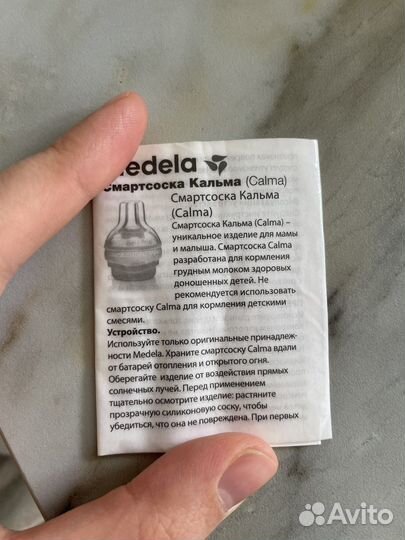 edela
Смартсоска Кальма (Calma)
Смартсоска Кальма
(Calma)
Смартсоска Кальма (Calma) –
уникальное изделие для мамы
и малыша. Смартсоска Calma
разработана для кормления
грудным молоком здоровых
доношенных детей. Не
рекомендуется использовать
смартсоску Calma для кормления детскими
смесями.
Устройство.
Используйте только оригинальные принадлеж-
ности Medela. Храните смартсоску Calma вдали
от батарей отопления и открытого огня.
Оберегайте изделие от воздействия прямых
солнечных лучей. Перед применением
тщательно осмотрите изделие: растяните
прозрачную силиконовую соску, чтобы
убедиться, что она не повреждена. При первых
Avito